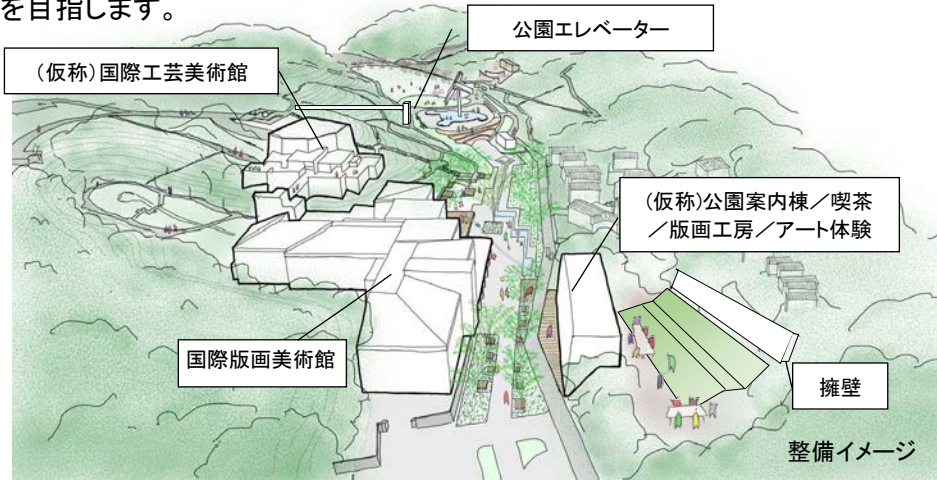 を目指します。
公園エレベーター
（仮称）国際工芸美術館
（仮称）公園案内棟／喫茶
／版画工房／アート体験
国際版画美術館
擁壁
整備イメージ